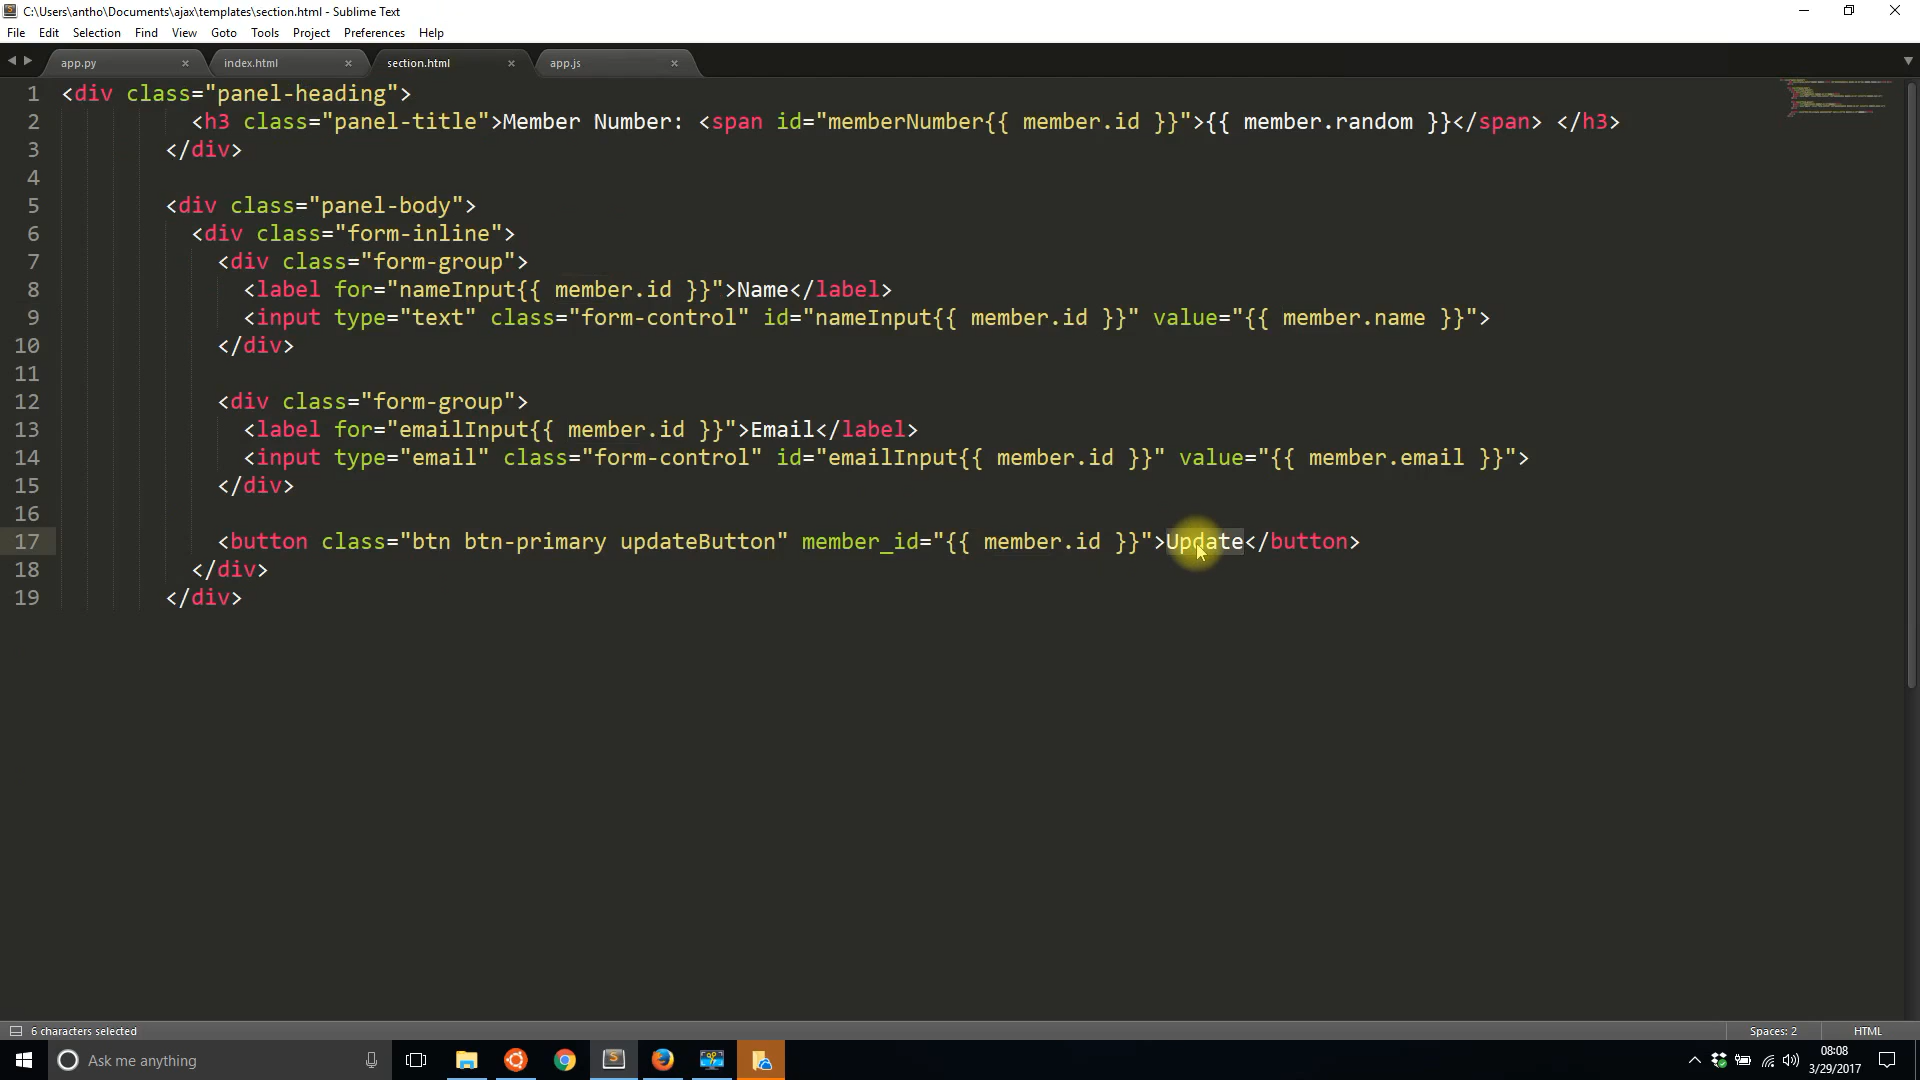 C:\Users\antho\Documents\ajax\templates\section.html - Sublime Text
File Edit Selection Find View Goto Tools Project Preferences Help
app.py × index.html × section.html × app.js ×
1 <div class="panel-heading">
2 <h3 class="panel-title">Member Number: <span id="memberNumber{{ member.id }}">{{ member.random }}</span> </h3>
3 </div>
4
5 <div class="panel-body">
6 <div class="form-inline">
7 <div class="form-group">
8 <label for="nameInput{{ member.id }}">Name</label>
9 <input type="text" class="form-control" id="nameInput{{ member.id }}" value="{{ member.name }}">
10 </div>
11
12 <div class="form-group">
13 <label for="emailInput{{ member.id }}">Email</label>
14 <input type="email" class="form-control" id="emailInput{{ member.id }}" value="{{ member.email }}">
15 </div>
16
17 <button class="btn btn-primary updateButton" member_id="{{ member.id }}">Update</button>
18 </div>
19 </div>
6 characters selected Spaces: 2 HTML
Ask me anything 08:08
3/29/2017